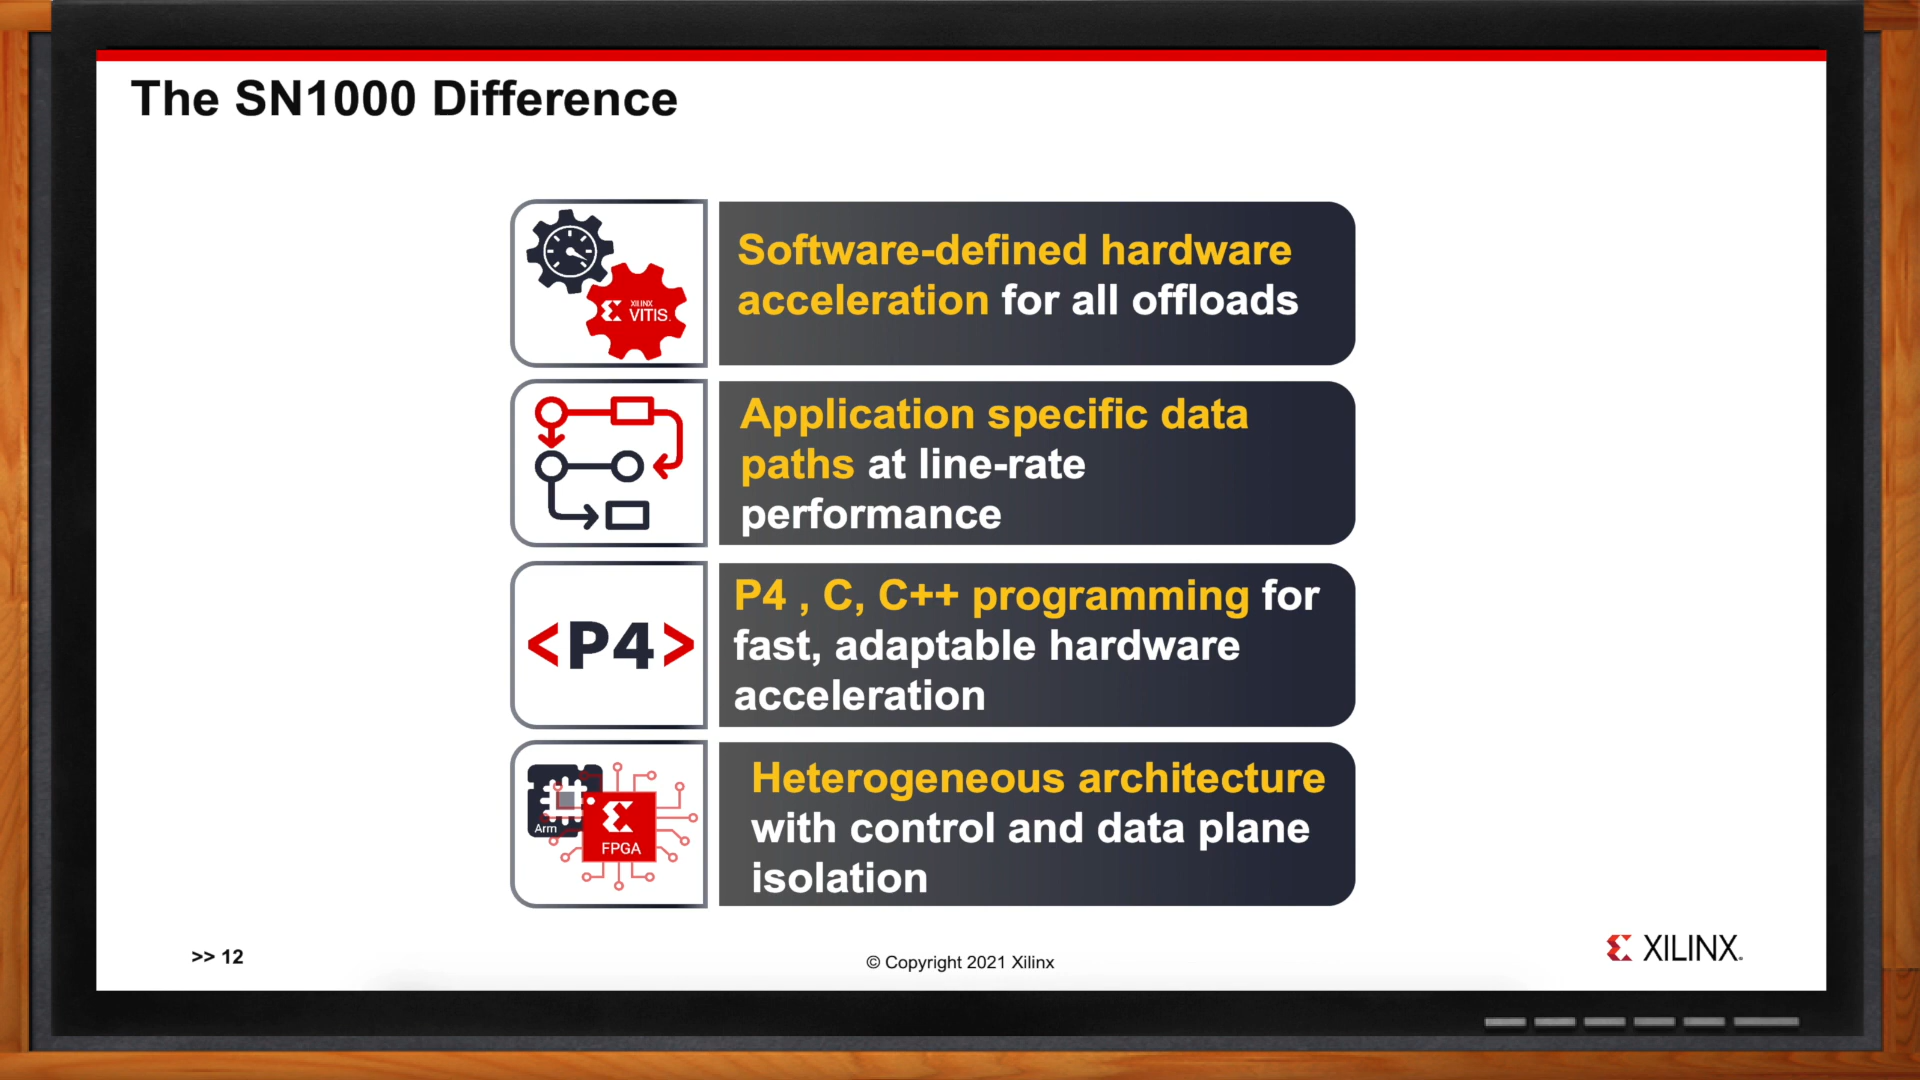 The SN1000 Difference
XILINX
VITIS.
Software-defined hardware
acceleration for all offloads
Application specific data
paths at line-rate
performance
<P4>
P4 , C, C++ programming for
fast, adaptable hardware
acceleration
Arm
FPGA
Heterogeneous architecture
with control and data plane
isolation
>> 12
© Copyright 2021 Xilinx
XILINX.